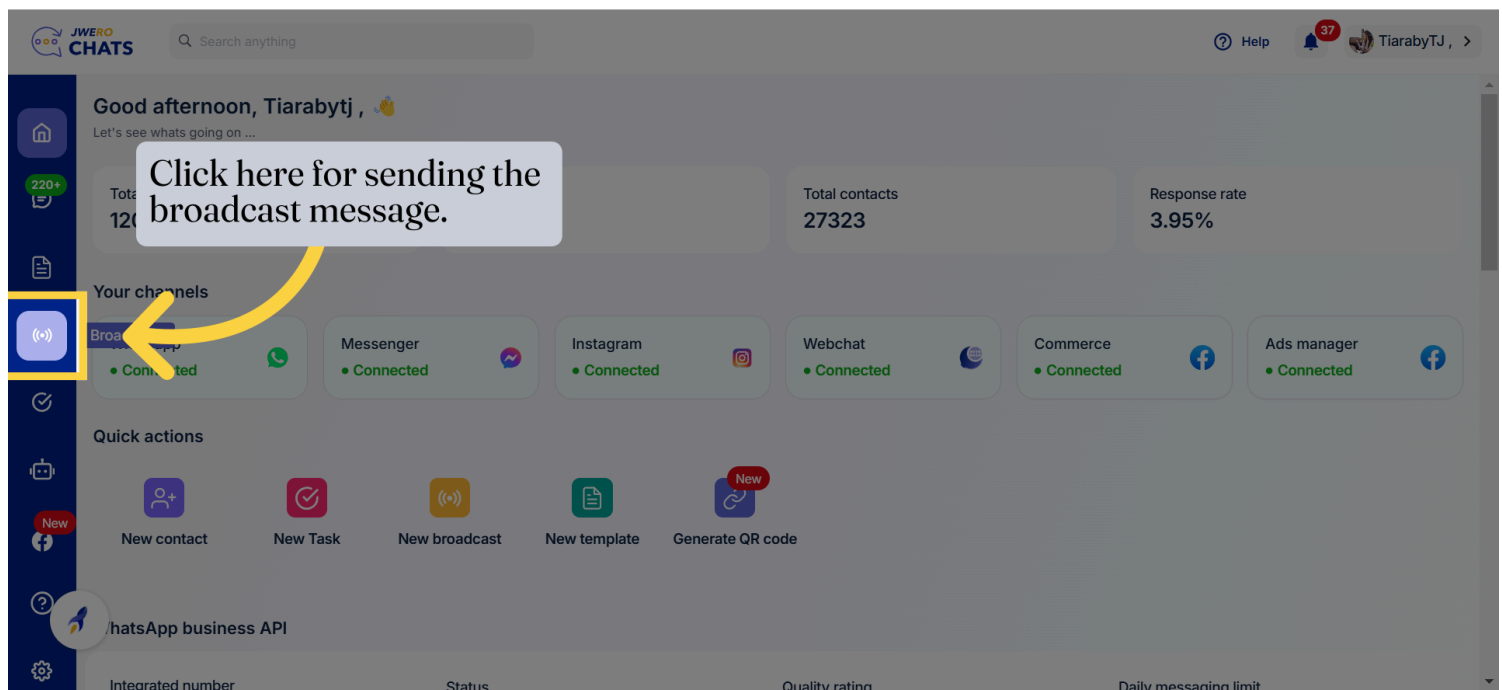 JWERO
CHATS
Search anything
Help
37
TiarabyTJ ,
Good afternoon, Tiarabytj , 👋
Let's see whats going on ...
220+
Click here for sending the
broadcast message.
Total contacts
27323
Response rate
3.95%
Your channels
Messenger
• Connected
Instagram
• Connected
Webchat
• Connected
Commerce
• Connected
Ads manager
• Connected
Quick actions
New contact
New Task
New broadcast
New template
New
Generate QR code
New
WhatsApp business API
Integrated number
Status
Quality rating
Daily messaging limit